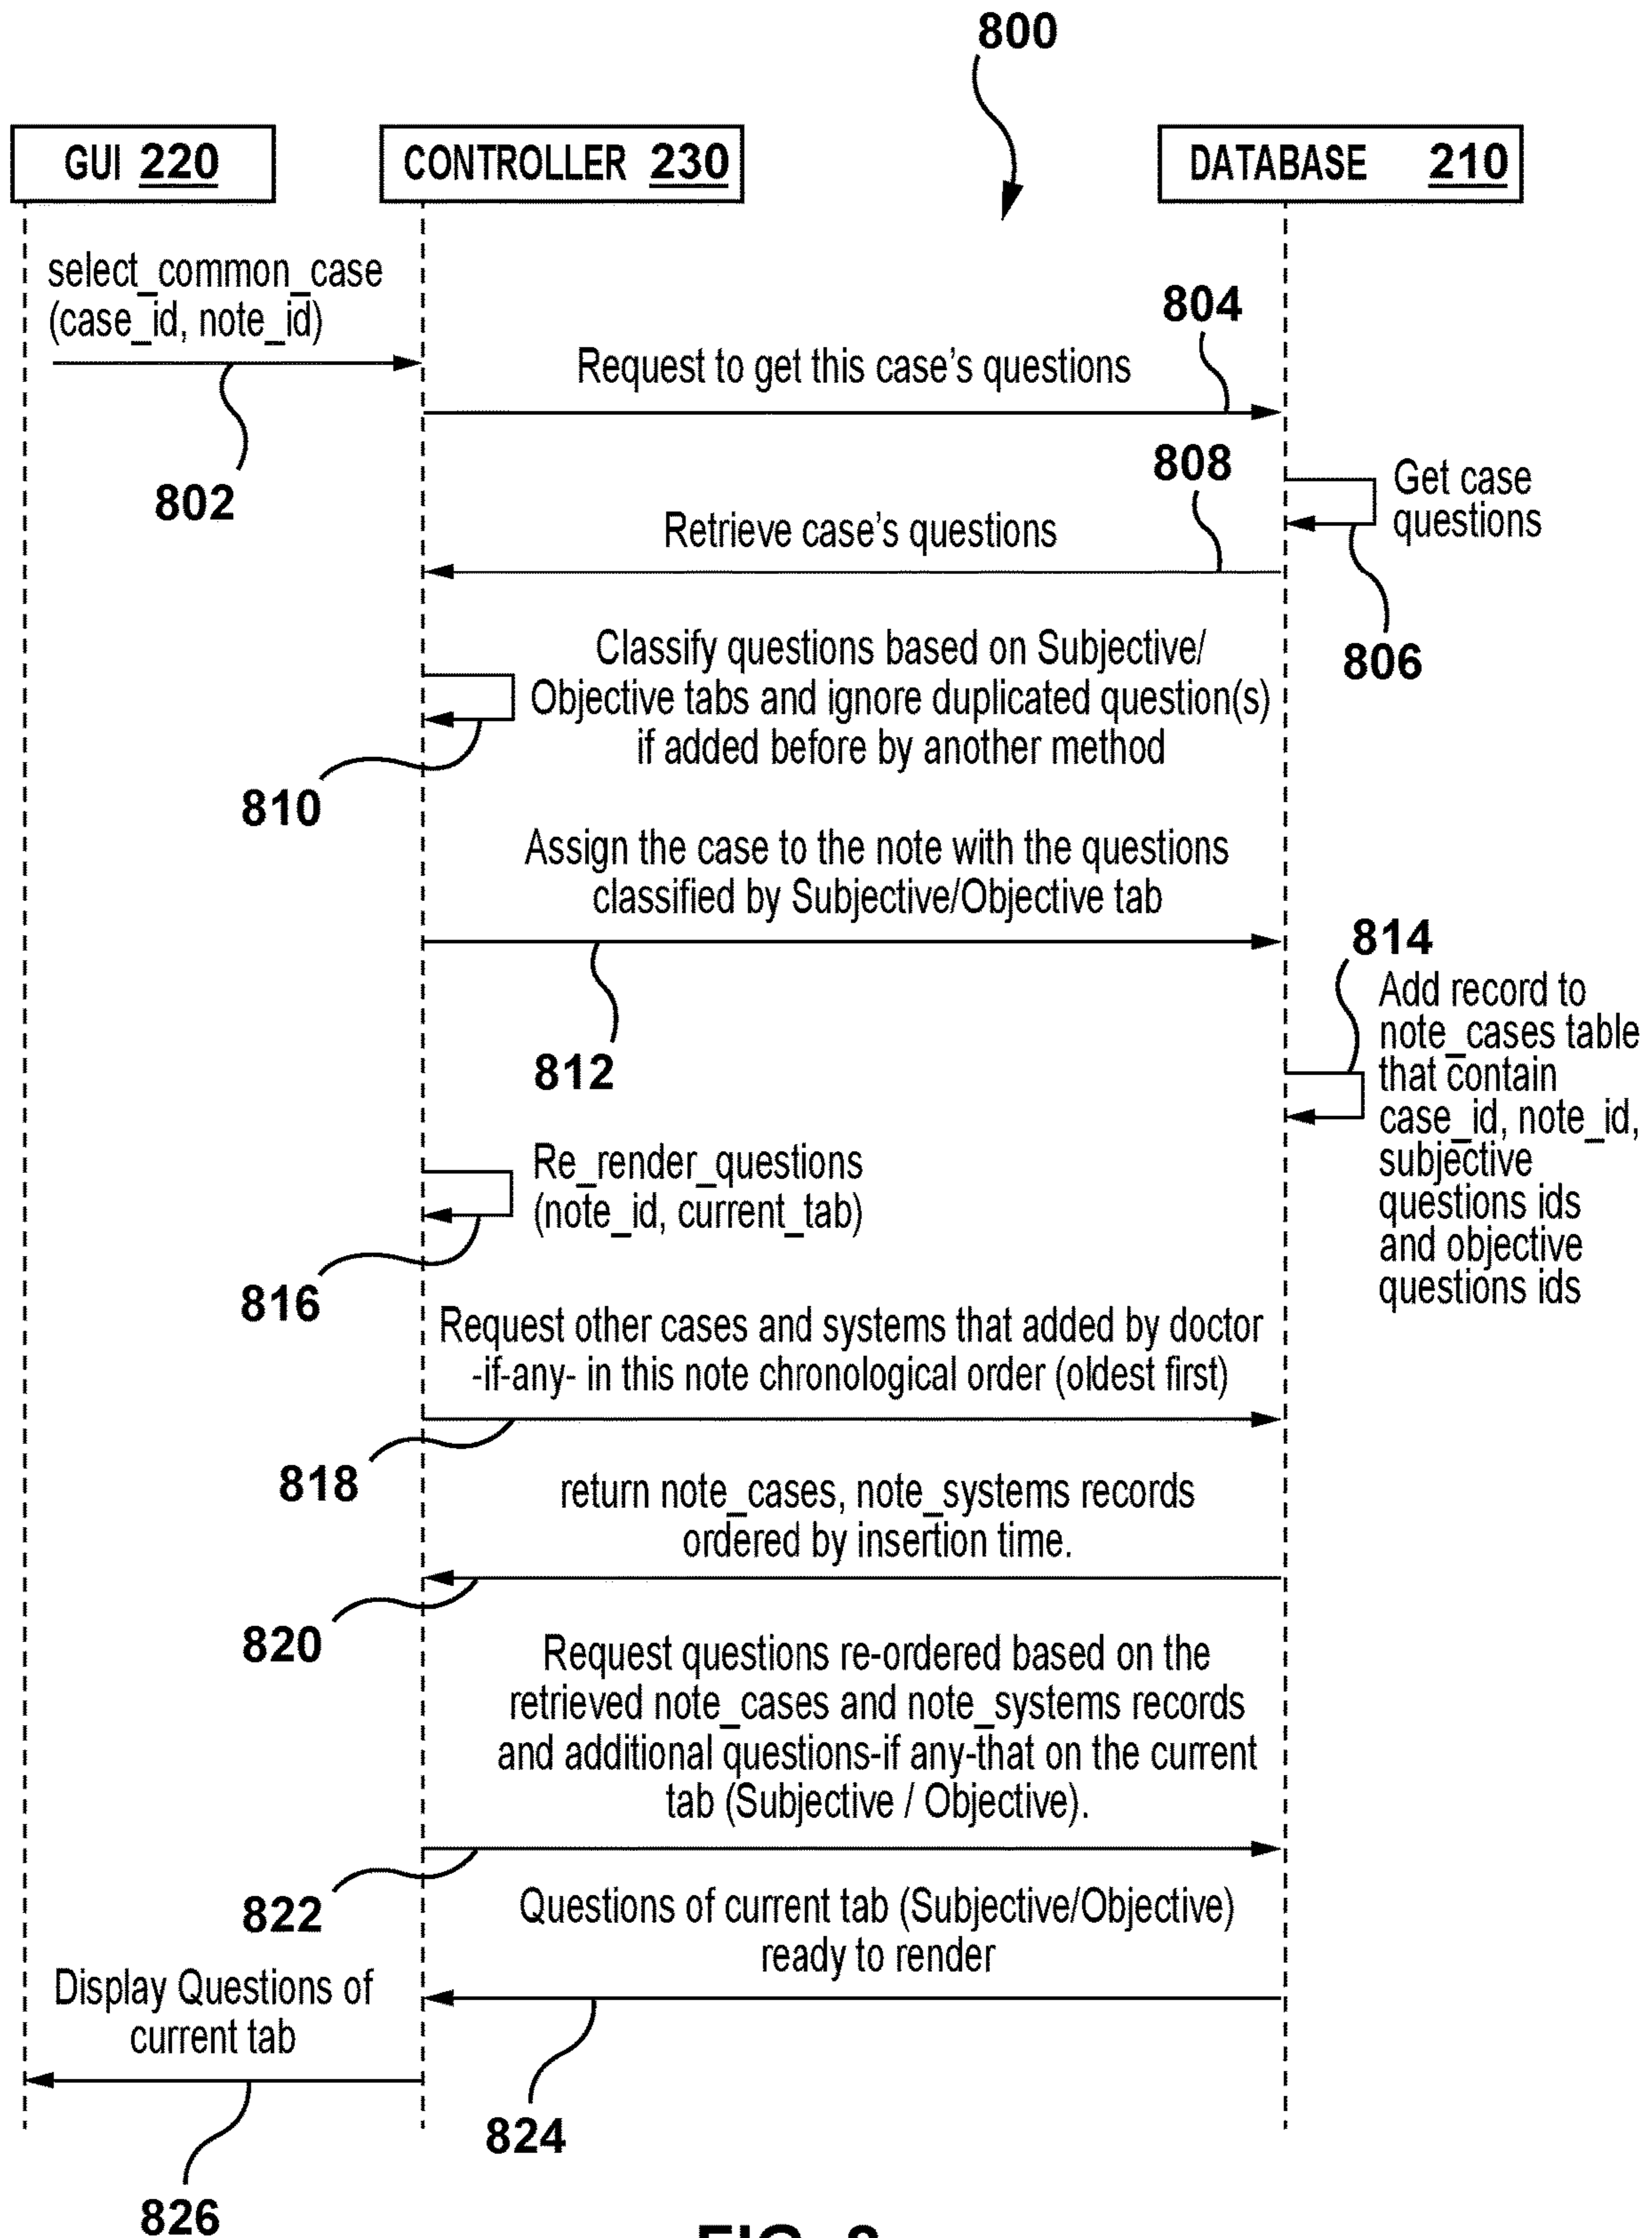 800
GUI 220
CONTROLLER 230
DATABASE 210
select_common_case
(case_id, note_id)
802
Request to get this case's questions
804
Get case
questions
806
808
Retrieve case's questions
Classify questions based on Subjective/
Objective tabs and ignore duplicated question(s)
if added before by another method
810
Assign the case to the note with the questions
classified by Subjective/Objective tab
812
814
Add record to
note_cases table
that contain
case_id, note_id,
subjective
questions ids
and objective
questions ids
Re_render_questions
(note_id, current_tab)
816
Request other cases and systems that added by doctor
-if-any- in this note chronological order (oldest first)
818
return note_cases, note_systems records
ordered by insertion time.
820
Request questions re-ordered based on the
retrieved note_cases and note_systems records
and additional questions-if any-that on the current
tab (Subjective / Objective).
822
Questions of current tab (Subjective/Objective)
ready to render
824
Display Questions of
current tab
826